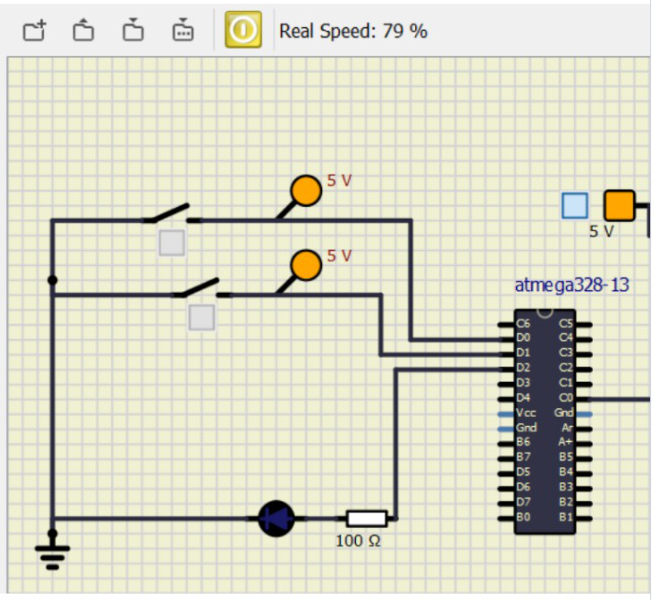 Real Speed: 79 %
5 V
5 V
5 V
atmega328-13
C6 C5
D0 C4
D1 C3
D2 C2
D3 C1
D4 C0
Vcc Gnd
Gnd Ar
B6 A+
B7 B5
D5 B4
D6 B3
D7 B2
B0 B1
100 Ω